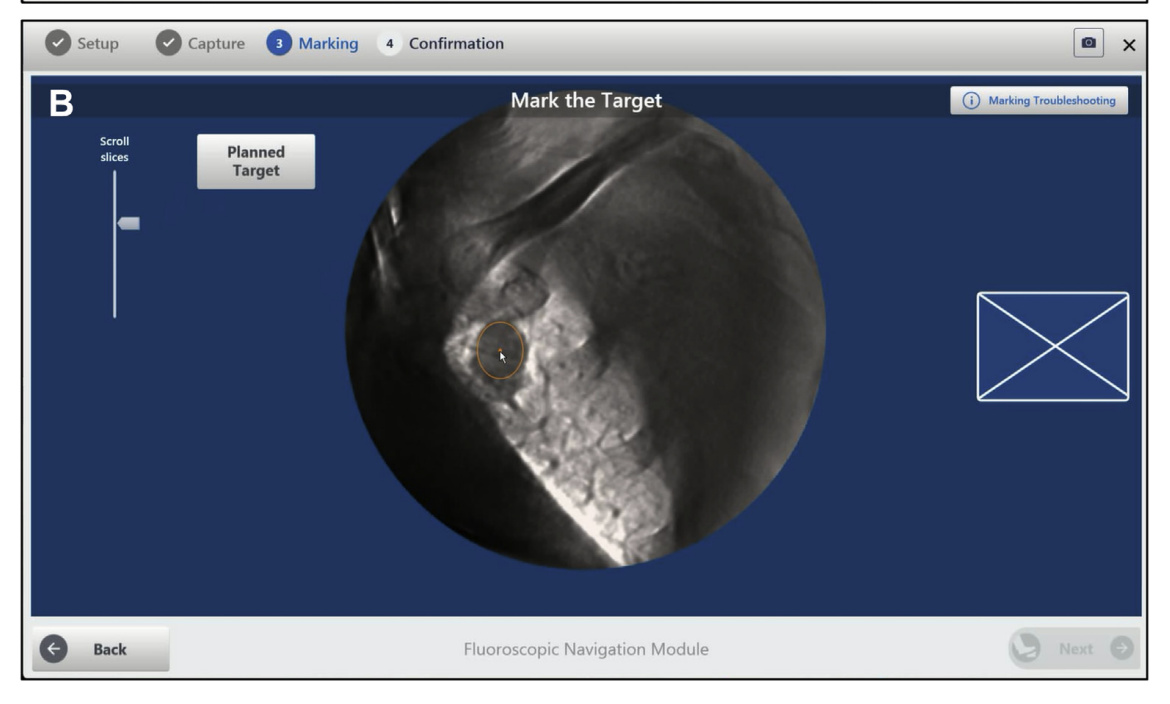 Setup
Capture
3 Marking
4 Confirmation
B
Mark the Target
i Marking Troubleshooting
Scroll
slices
Planned
Target
Back
Fluoroscopic Navigation Module
Next